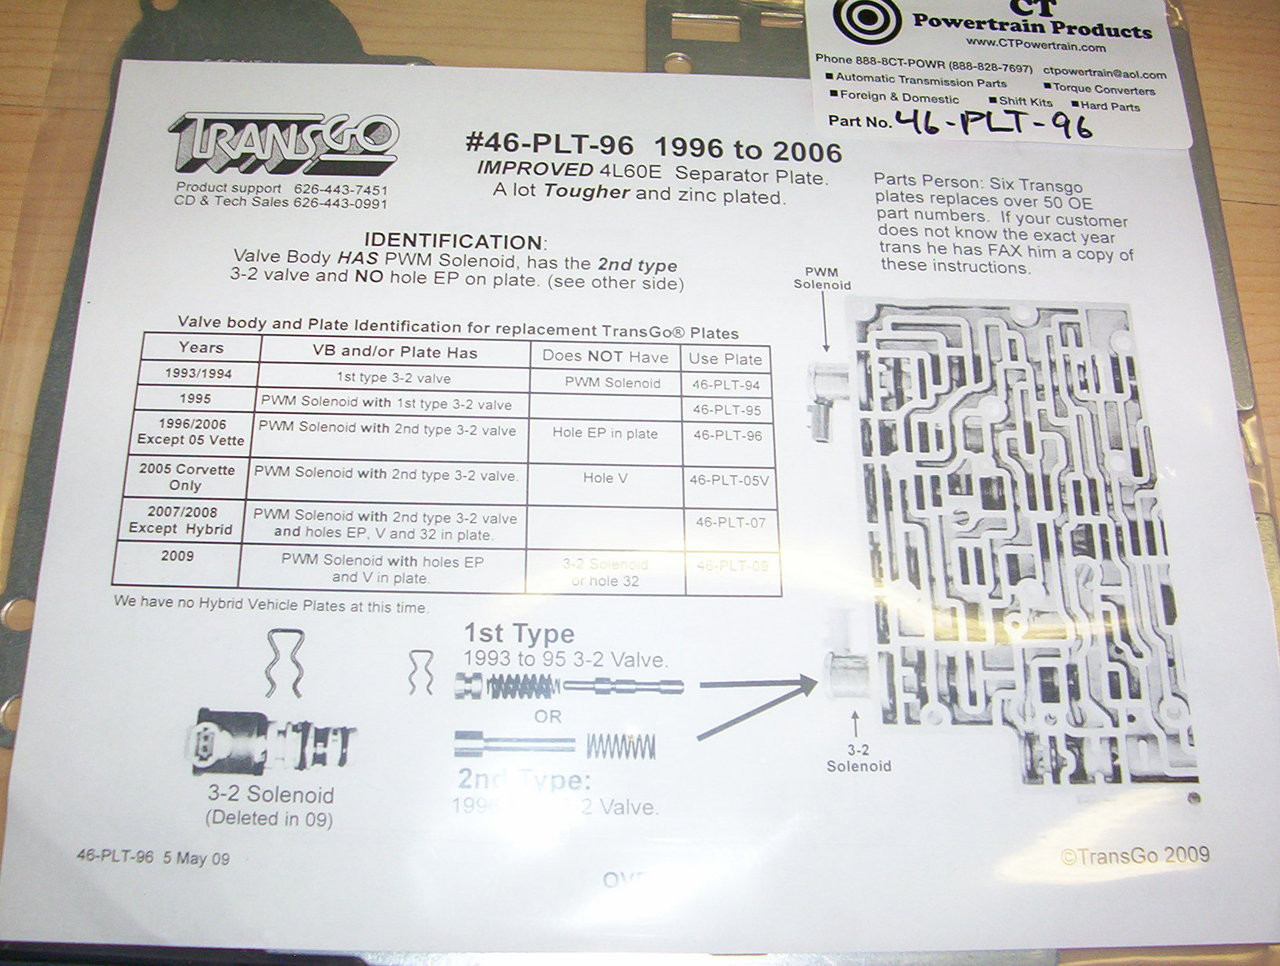 CT
Powertrain Products
www.CTPowertrain.com
Phone 888-8CT-POWR (888-828-7697) ctpowertrain@aol.com
■ Automatic Transmission Parts ■ Torque Converters
■ Foreign & Domestic ■ Shift Kits ■ Hard Parts
Part No. 46-PLT-96
TRANSGO
Product support 626-443-7451
CD & Tech Sales 626-443-0991
#46-PLT-96 1996 to 2006
IMPROVED 4L60E Separator Plate.
A lot Tougher and zinc plated.
Parts Person: Six Transgo
plates replaces over 50 OE
part numbers. If your customer
does not know the exact year
trans he has FAX him a copy of
these instructions.
IDENTIFICATION:
Valve Body HAS PWM Solenoid, has the 2nd type
3-2 valve and NO hole EP on plate. (see other side)
PWM
Solenoid
Valve body and Plate Identification for replacement TransGo® Plates
Years VB and/or Plate Has Does NOT Have Use Plate
1993/1994 1st type 3-2 valve PWM Solenoid 46-PLT-94
1995 PWM Solenoid with 1st type 3-2 valve 46-PLT-95
1996/2006
Except 05 Vette PWM Solenoid with 2nd type 3-2 valve Hole EP in plate 46-PLT-96
2005 Corvette
Only PWM Solenoid with 2nd type 3-2 valve. Hole V 46-PLT-05V
2007/2008
Except Hybrid PWM Solenoid with 2nd type 3-2 valve
and holes EP, V and 32 in plate. 46-PLT-07
2009 PWM Solenoid with holes EP
and V in plate. 3-2 Solenoid
or hole 32 46-PLT-09
We have no Hybrid Vehicle Plates at this time.
1st Type
1993 to 95 3-2 Valve.
OR
2nd Type:
2 Valve.
3-2 Solenoid
(Deleted in 09)
3-2
Solenoid
46-PLT-96 5 May 09
©TransGo 2009